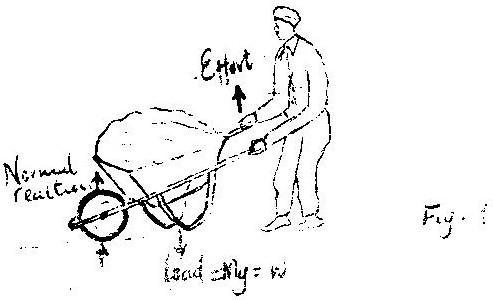 Effort
Normal
reaction
Load = Mg = W
Fig. 1